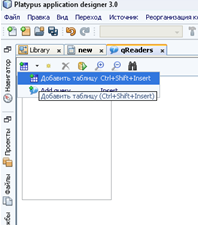 Platypus application designer 3.0
Файл Правка Вид Переход Источник Реорганизация к
Library new qReaders
Добавить таблицу Ctrl+Shift+Insert
Add query Insert
Добавить таблицу (Ctrl+Shift+Insert)
Навигатор
Проекты
Файлы
жбы